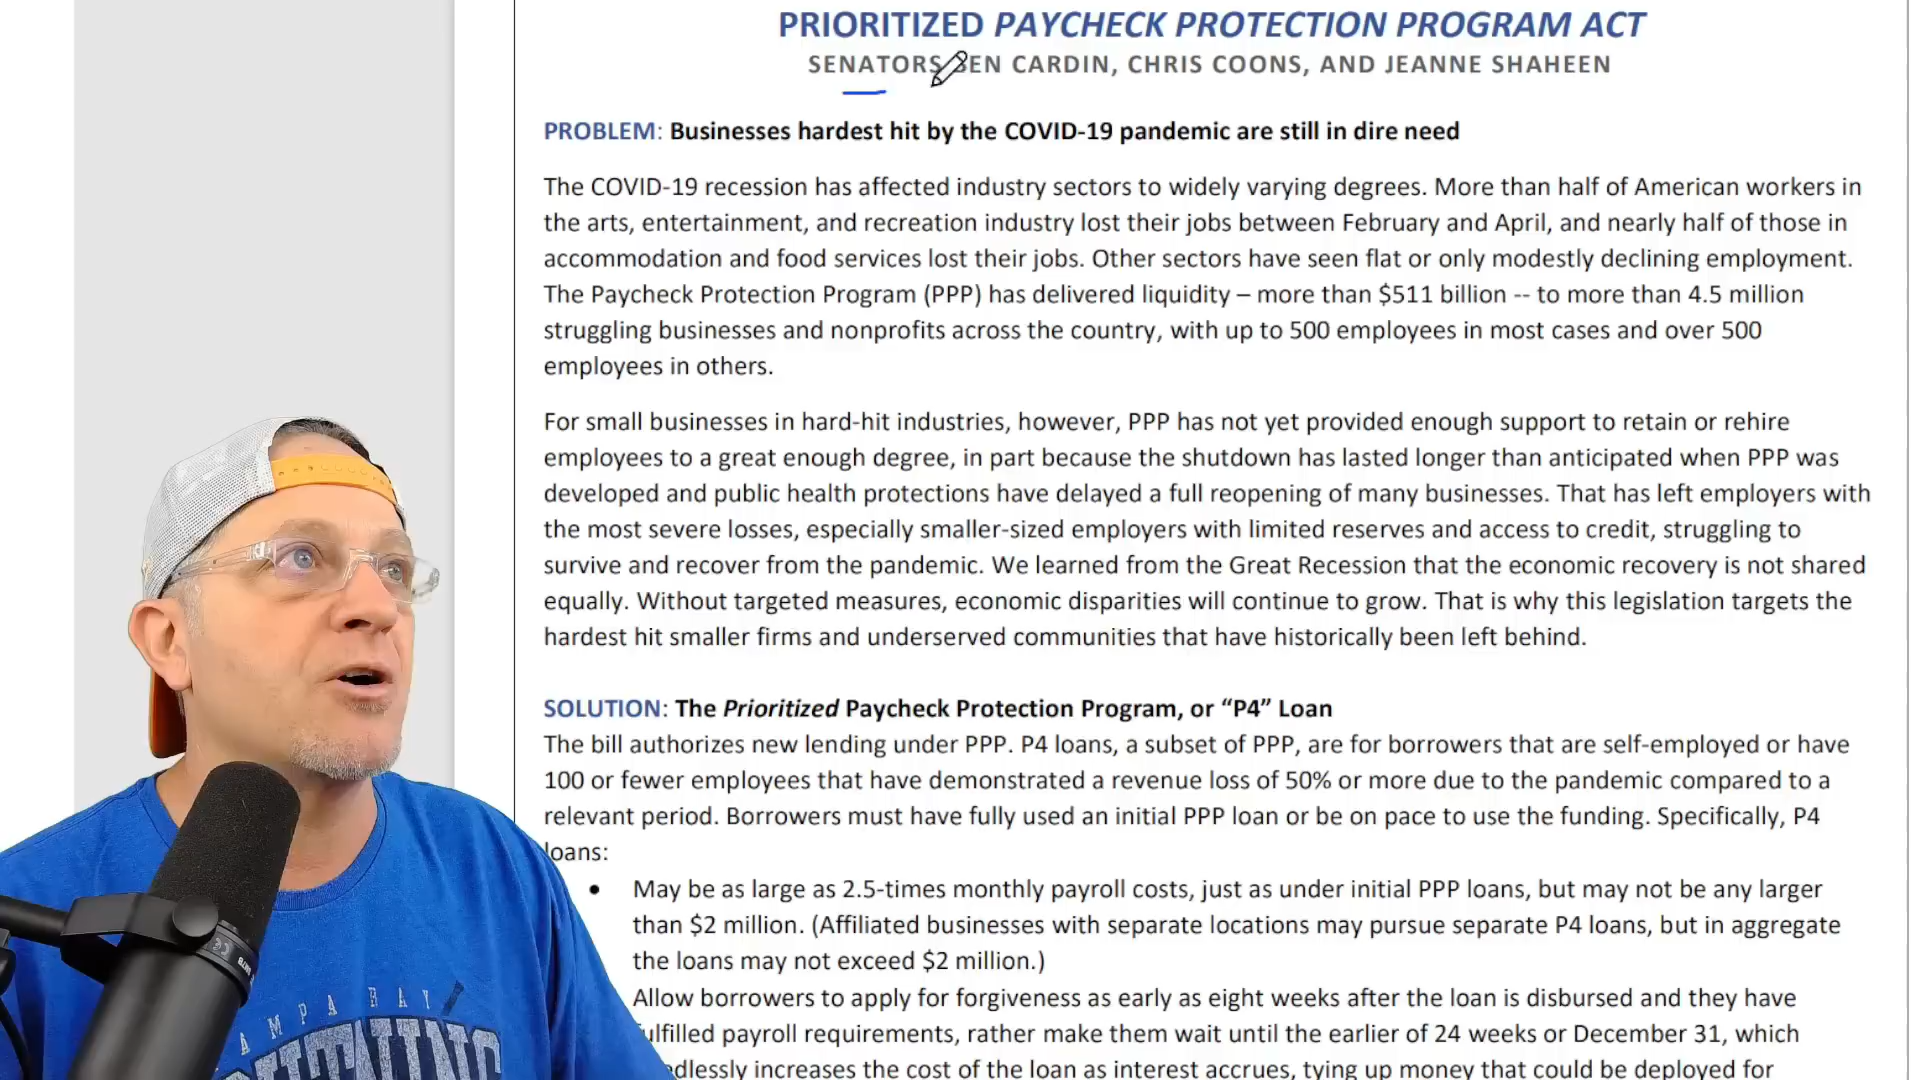 PRIORITIZED PAYCHECK PROTECTION PROGRAM ACT
SENATORS BEN CARDIN, CHRIS COONS, AND JEANNE SHAHEEN
PROBLEM: Businesses hardest hit by the COVID-19 pandemic are still in dire need
The COVID-19 recession has affected industry sectors to widely varying degrees. More than half of American workers in
the arts, entertainment, and recreation industry lost their jobs between February and April, and nearly half of those in
accommodation and food services lost their jobs. Other sectors have seen flat or only modestly declining employment.
The Paycheck Protection Program (PPP) has delivered liquidity – more than $511 billion -- to more than 4.5 million
struggling businesses and nonprofits across the country, with up to 500 employees in most cases and over 500
employees in others.
For small businesses in hard-hit industries, however, PPP has not yet provided enough support to retain or rehire
employees to a great enough degree, in part because the shutdown has lasted longer than anticipated when PPP was
developed and public health protections have delayed a full reopening of many businesses. That has left employers with
the most severe losses, especially smaller-sized employers with limited reserves and access to credit, struggling to
survive and recover from the pandemic. We learned from the Great Recession that the economic recovery is not shared
equally. Without targeted measures, economic disparities will continue to grow. That is why this legislation targets the
hardest hit smaller firms and underserved communities that have historically been left behind.
SOLUTION: The Prioritized Paycheck Protection Program, or “P4” Loan
The bill authorizes new lending under PPP. P4 loans, a subset of PPP, are for borrowers that are self-employed or have
100 or fewer employees that have demonstrated a revenue loss of 50% or more due to the pandemic compared to a
relevant period. Borrowers must have fully used an initial PPP loan or be on pace to use the funding. Specifically, P4
loans:
• May be as large as 2.5-times monthly payroll costs, just as under initial PPP loans, but may not be any larger
than $2 million. (Affiliated businesses with separate locations may pursue separate P4 loans, but in aggregate
the loans may not exceed $2 million.)
Allow borrowers to apply for forgiveness as early as eight weeks after the loan is disbursed and they have
ulfilled payroll requirements, rather make them wait until the earlier of 24 weeks or December 31, which
dlessly increases the cost of the loan as interest accrues, tying up money that could be deployed for
AMPA BAY